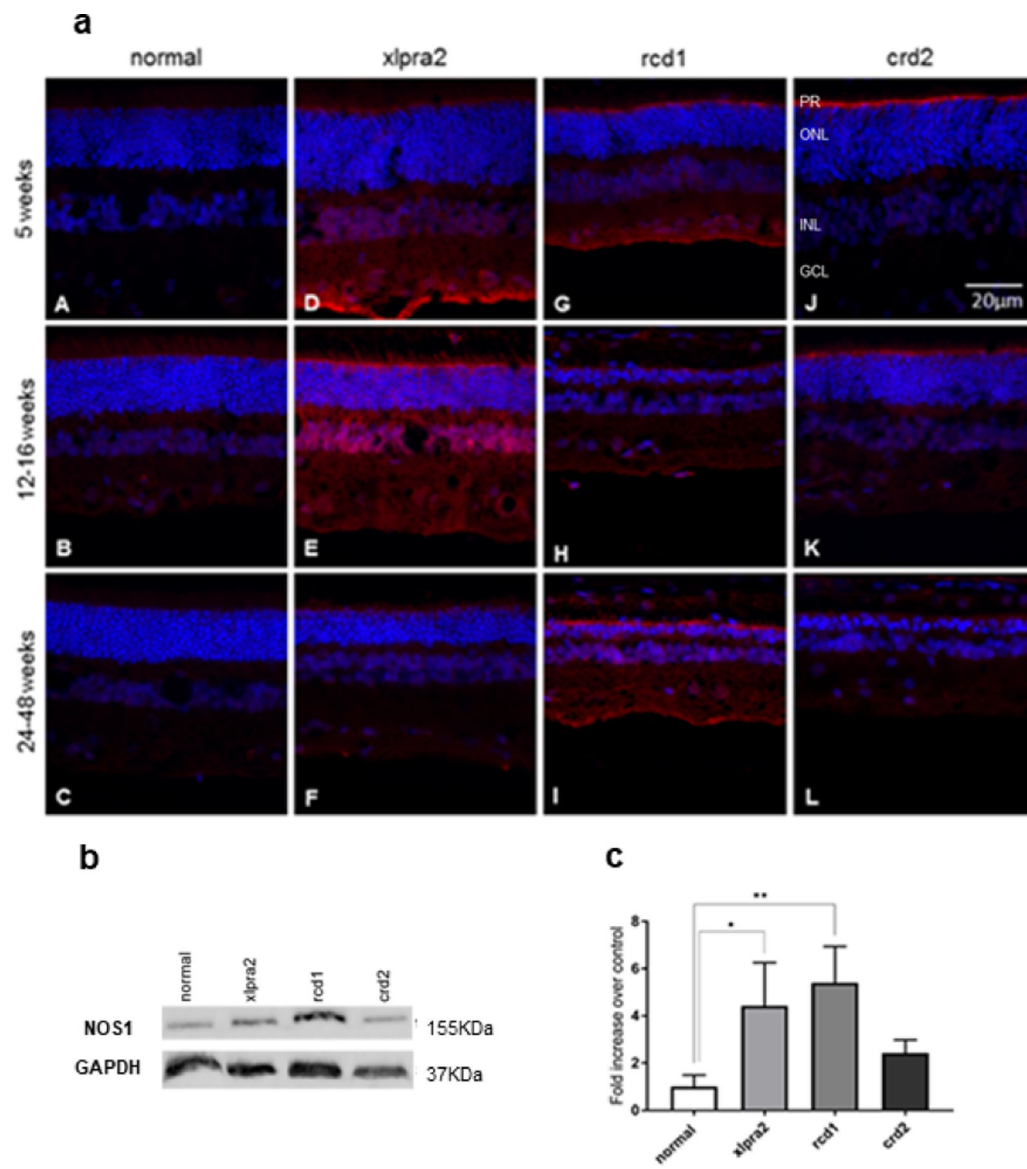 a
normal xlpra2 rcd1 crd2
5 weeks
PR
ONL
INL
GCL
20µm
A D G J
12-16 weeks
B E H K
24-48 weeks
C F I L
b
normal xlpra2 rcd1 crd2
NOS1 155KDa
GAPDH 37KDa
c
Fold increase over control
8
6
4
2
0
* 
**
normal xlpra2 rcd1 crd2